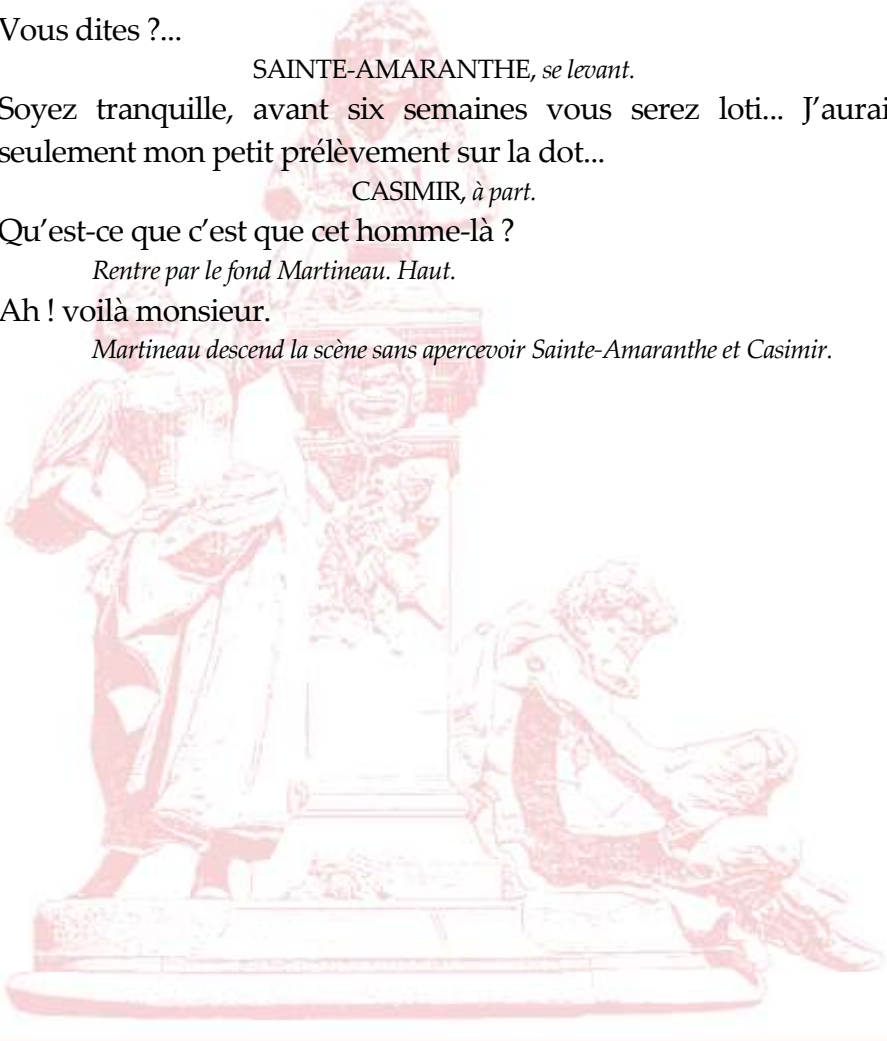 Vous dites ?...
SAINTE-AMARANTHE, se levant.
Soyez tranquille, avant six semaines vous serez loti... J’aurai
seulement mon petit prélèvement sur la dot...
CASIMIR, à part.
Qu’est-ce que c’est que cet homme-là ?
Rentre par le fond Martineau. Haut.
Ah ! voilà monsieur.
Martineau descend la scène sans apercevoir Sainte-Amaranthe et Casimir.